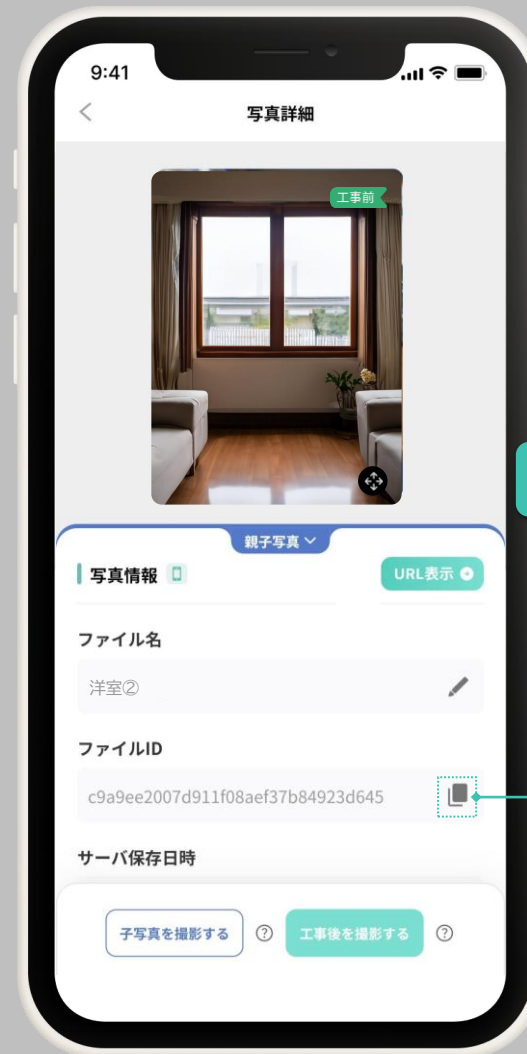 9:41
写真詳細
工事前
親子写真
写真情報
URL表示
ファイル名
洋室②
ファイルID
c9a9ee2007d911f08aef37b84923d645
サーバ保存日時
子写真を撮影する
?
工事後を撮影する
?